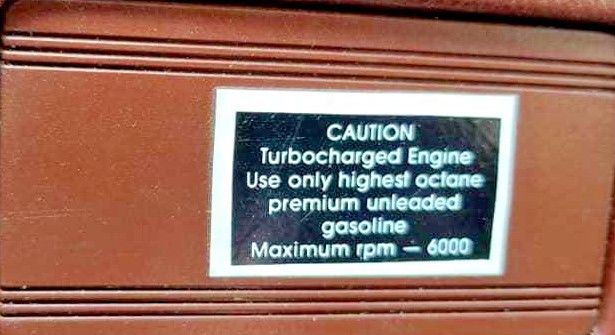 CAUTION
Turbocharged Engine
Use only highest octane
premium unleaded
gasoline
Maximum rpm — 6000